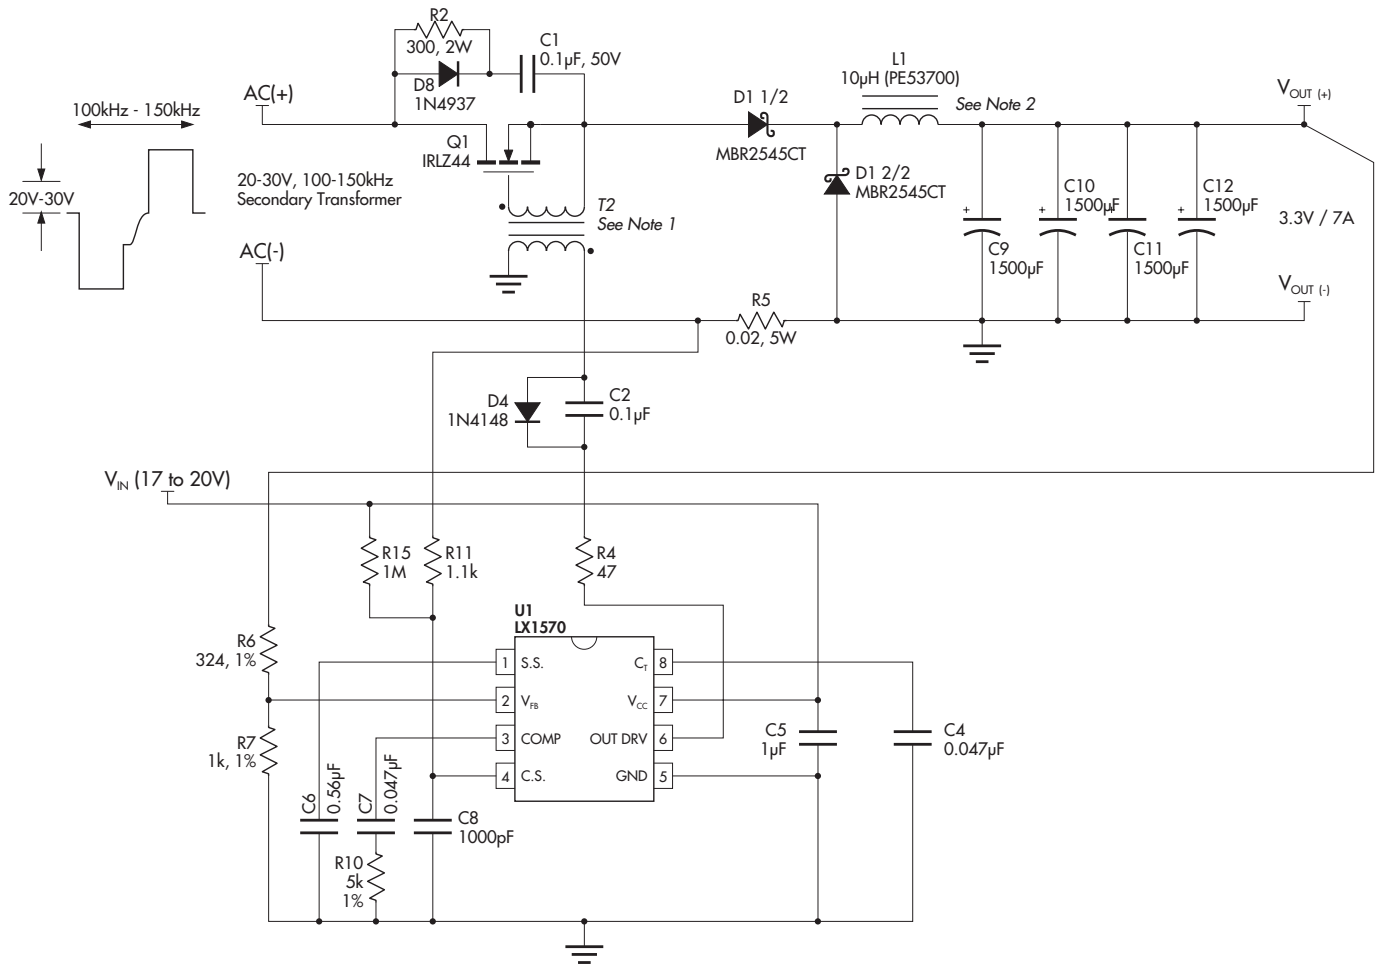 R2
300, 2W
C1
0.1µF, 50V
D8
1N4937
AC(+)
100kHz - 150kHz
20V-30V
20-30V, 100-150kHz
Secondary Transformer
Q1
IRLZ44
T2
See Note 1
AC(-)
D1 1/2
MBR2545CT
D1 2/2
MBR2545CT
L1
10µH (PE53700)
See Note 2
VOUT (+)
+
C9
1500µF
+
C10
1500µF
+
C11
1500µF
+
C12
1500µF
3.3V / 7A
VOUT (-)
R5
0.02, 5W
D4
1N4148
C2
0.1µF
VIN (17 to 20V)
R15
1M
R11
1.1k
R4
47
U1
LX1570
R6
324, 1%
1 S.S.
CT 8
2 VFB
VCC 7
3 COMP
OUT DRV 6
4 C.S.
GND 5
R7
1k, 1%
C5
1µF
C4
0.047µF
C6
0.56µF
C7
0.047µF
C8
1000pF
R10
5k
1%